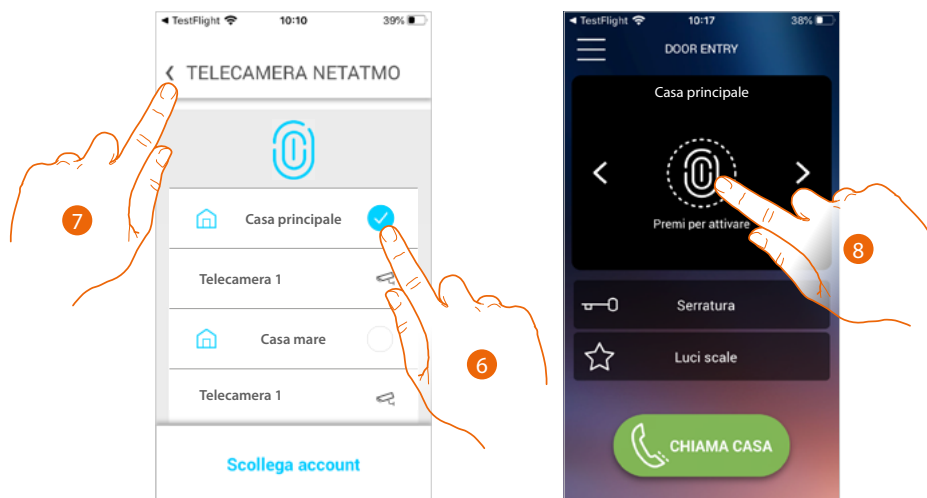 TestFlight 10:10 39%
TELECAMERA NETATMO
Casa principale
Telecamera 1
Casa mare
Telecamera 1
Scollega account
7
6
TestFlight 10:17 38%
DOOR ENTRY
Casa principale
Premi per attivare
Serratura
Luci scale
CHIAMA CASA
8